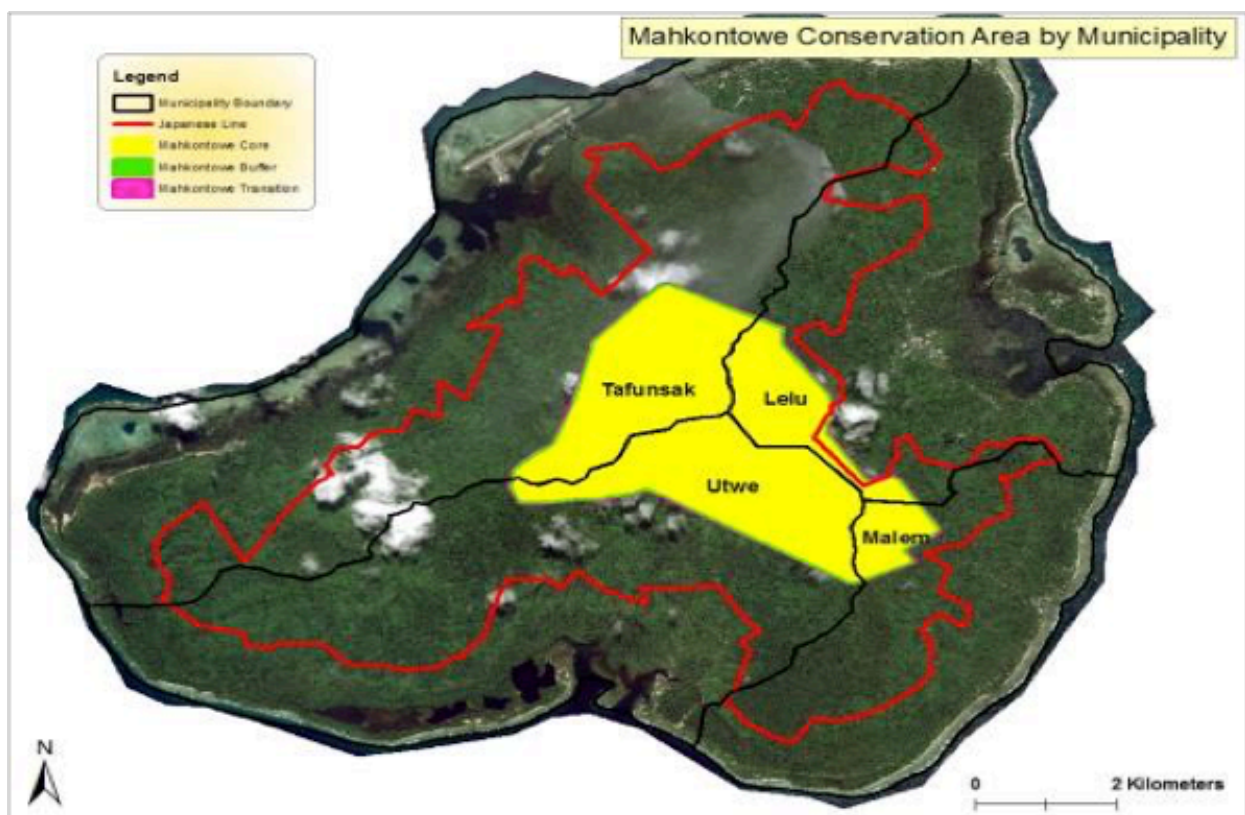 Mahkontowe Conservation Area by Municipality
Legend
Municipality Boundary
Japanese Line
Mahkontowe Core
Mahkontowe Buffer
Mahkontowe Transition
Tafunsak
Lelu
Utwe
Malem
N
0 2 Kilometers